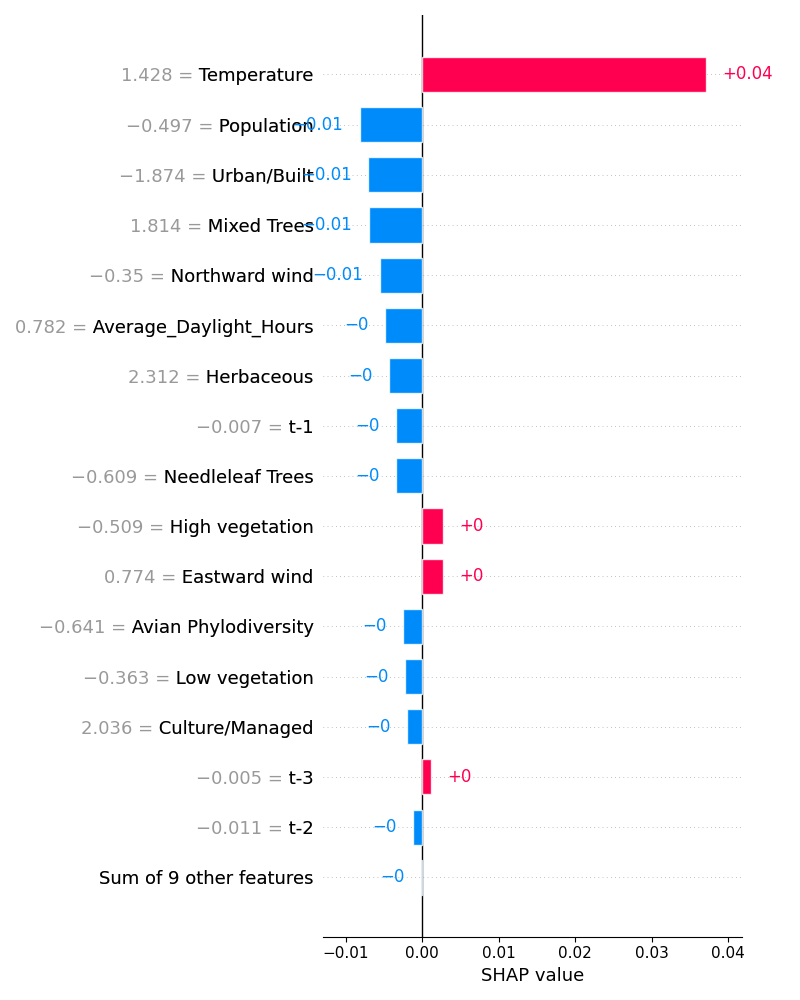 1.428 = Temperature +0.04
−0.497 = Population −0.01
−1.874 = Urban/Built −0.01
1.814 = Mixed Trees −0.01
−0.35 = Northward wind −0.01
0.782 = Average_Daylight_Hours −0
2.312 = Herbaceous −0
−0.007 = t-1 −0
−0.609 = Needleleaf Trees −0
−0.509 = High vegetation +0
0.774 = Eastward wind +0
−0.641 = Avian Phylodiversity −0
−0.363 = Low vegetation −0
2.036 = Culture/Managed −0
−0.005 = t-3 +0
−0.011 = t-2 −0
Sum of 9 other features −0
−0.01 0.00 0.01 0.02 0.03 0.04
SHAP value